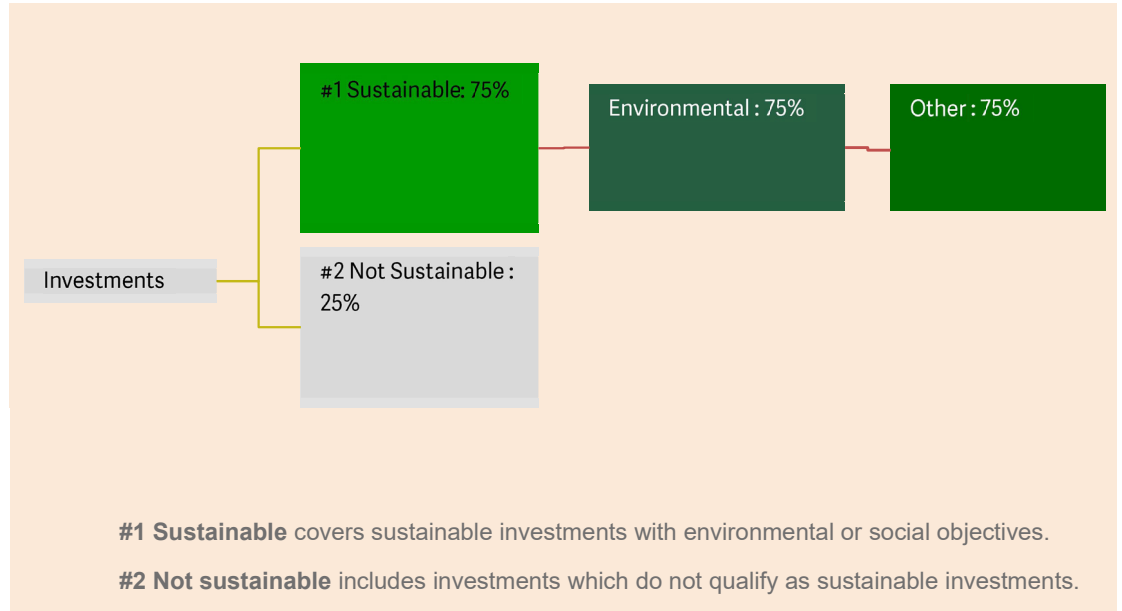 #1 Sustainable: 75%
Environmental : 75%
Other : 75%
Investments
#2 Not Sustainable :
25%
#1 Sustainable covers sustainable investments with environmental or social objectives.
#2 Not sustainable includes investments which do not qualify as sustainable investments.